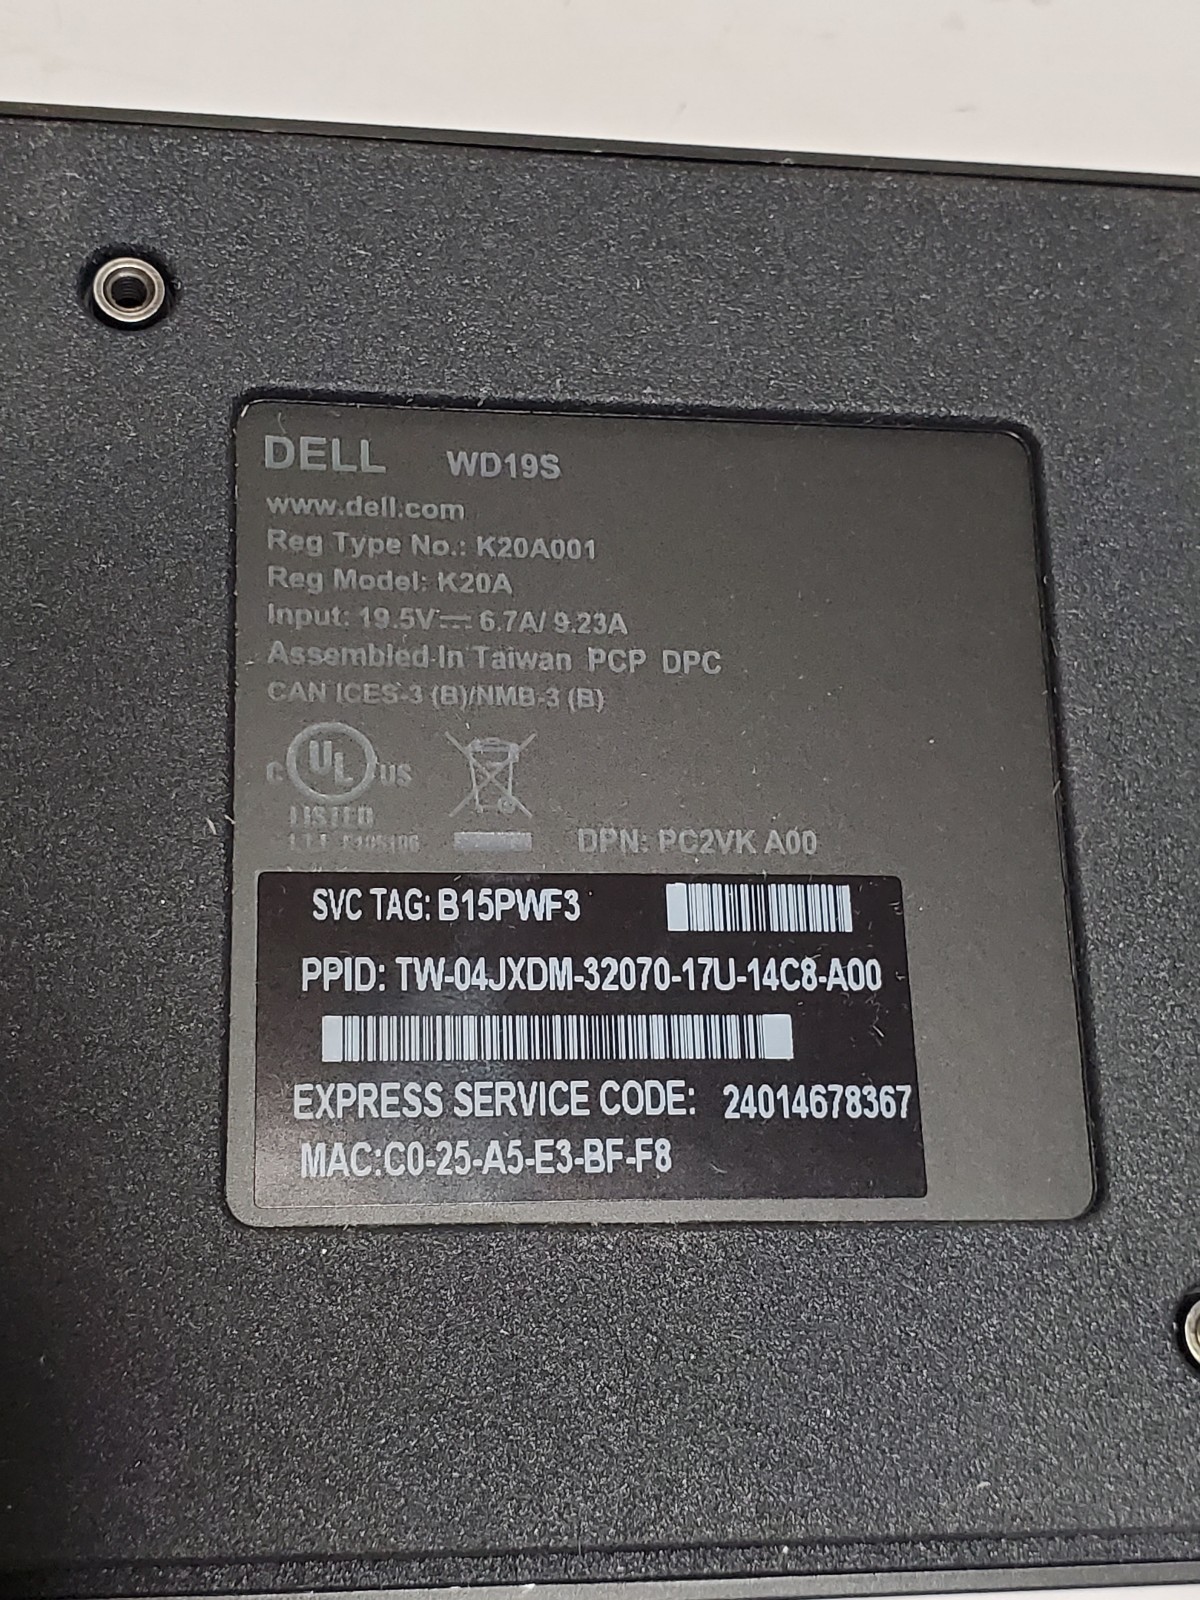 DELL WD19S
www.dell.com
Reg Type No.: K20A001
Reg Model: K20A
Input: 19.5V⎓ 6.7A/ 9.23A
Assembled In Taiwan PCP DPC
CAN ICES-3 (B)/NMB-3 (B)
C UL US
LISTED
I.T.E.
DPN: PC2VK A00
SVC TAG: B15PWF3
PPID: TW-04JXDM-32070-17U-14C8-A00
EXPRESS SERVICE CODE: 24014678367
MAC:C0-25-A5-E3-BF-F8